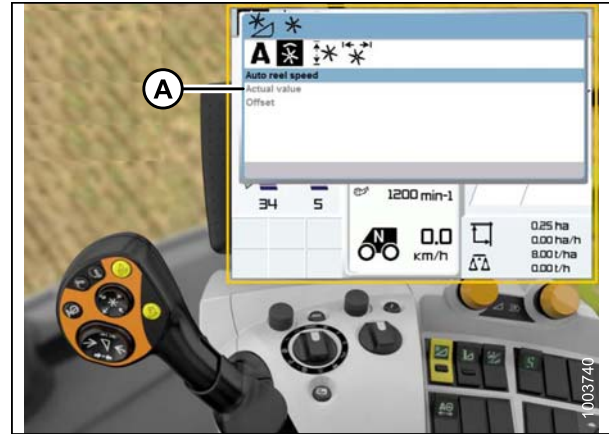 A
Auto reel speed
Actual value
Offset
A
34 5
1200 min-1
N
0.0
km/h
0.25 ha
0.00 ha/h
8.00 t/ha
0.00 t/h
1003740